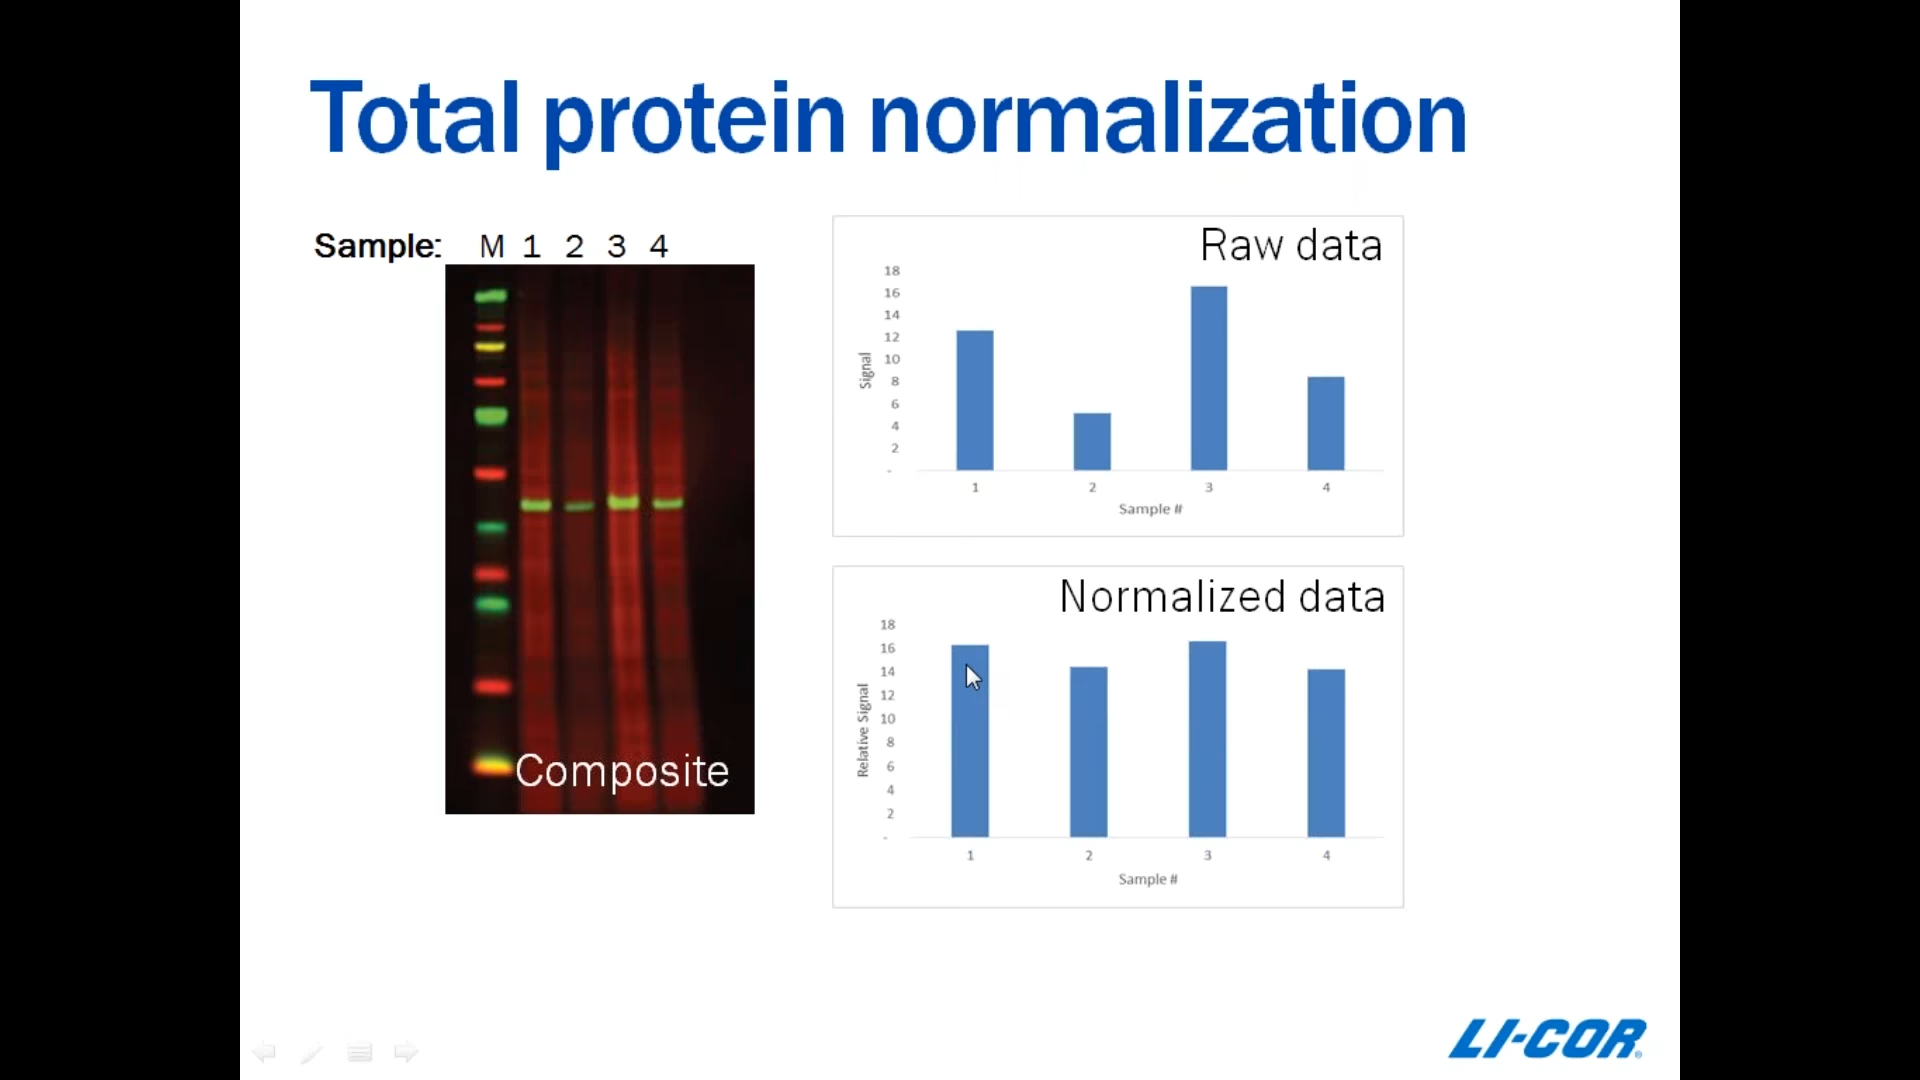 Total protein normalization
Sample: M 1 2 3 4
Composite
Raw data
18
16
14
12
10
8
6
4
2
-
Signal
1 2 3 4
Sample #
Normalized data
18
16
14
12
10
8
6
4
2
-
Relative Signal
1 2 3 4
Sample #
LI-COR®